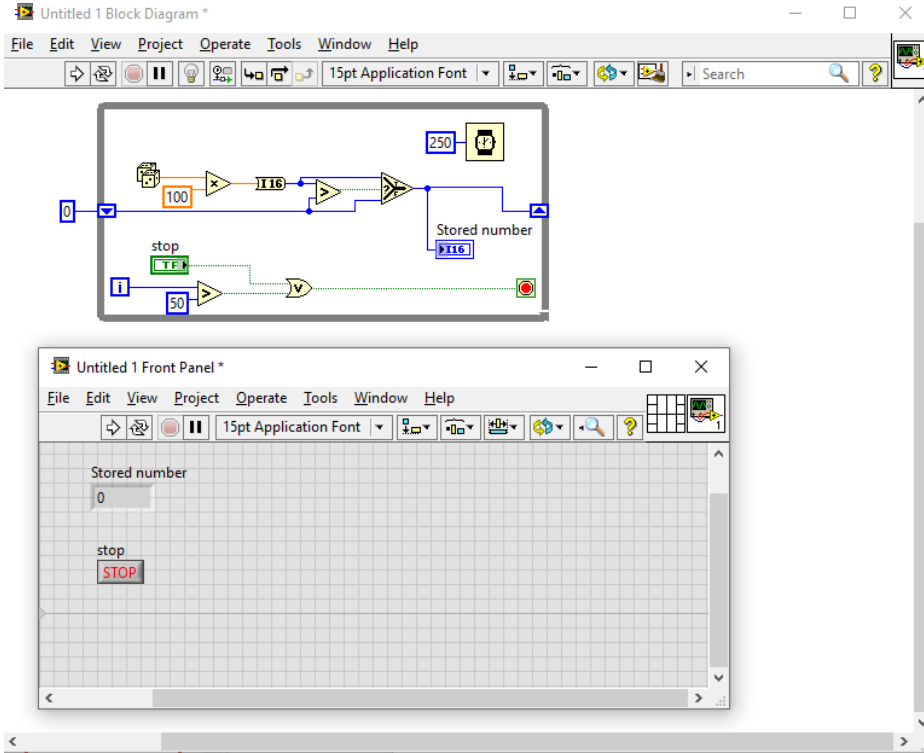 Untitled 1 Block Diagram *
File Edit View Project Operate Tools Window Help
15pt Application Font Search
250
I16
100
0
Stored number
I16
stop
TF
i
50
V
Untitled 1 Front Panel *
File Edit View Project Operate Tools Window Help
15pt Application Font
1
Stored number
0
stop
STOP